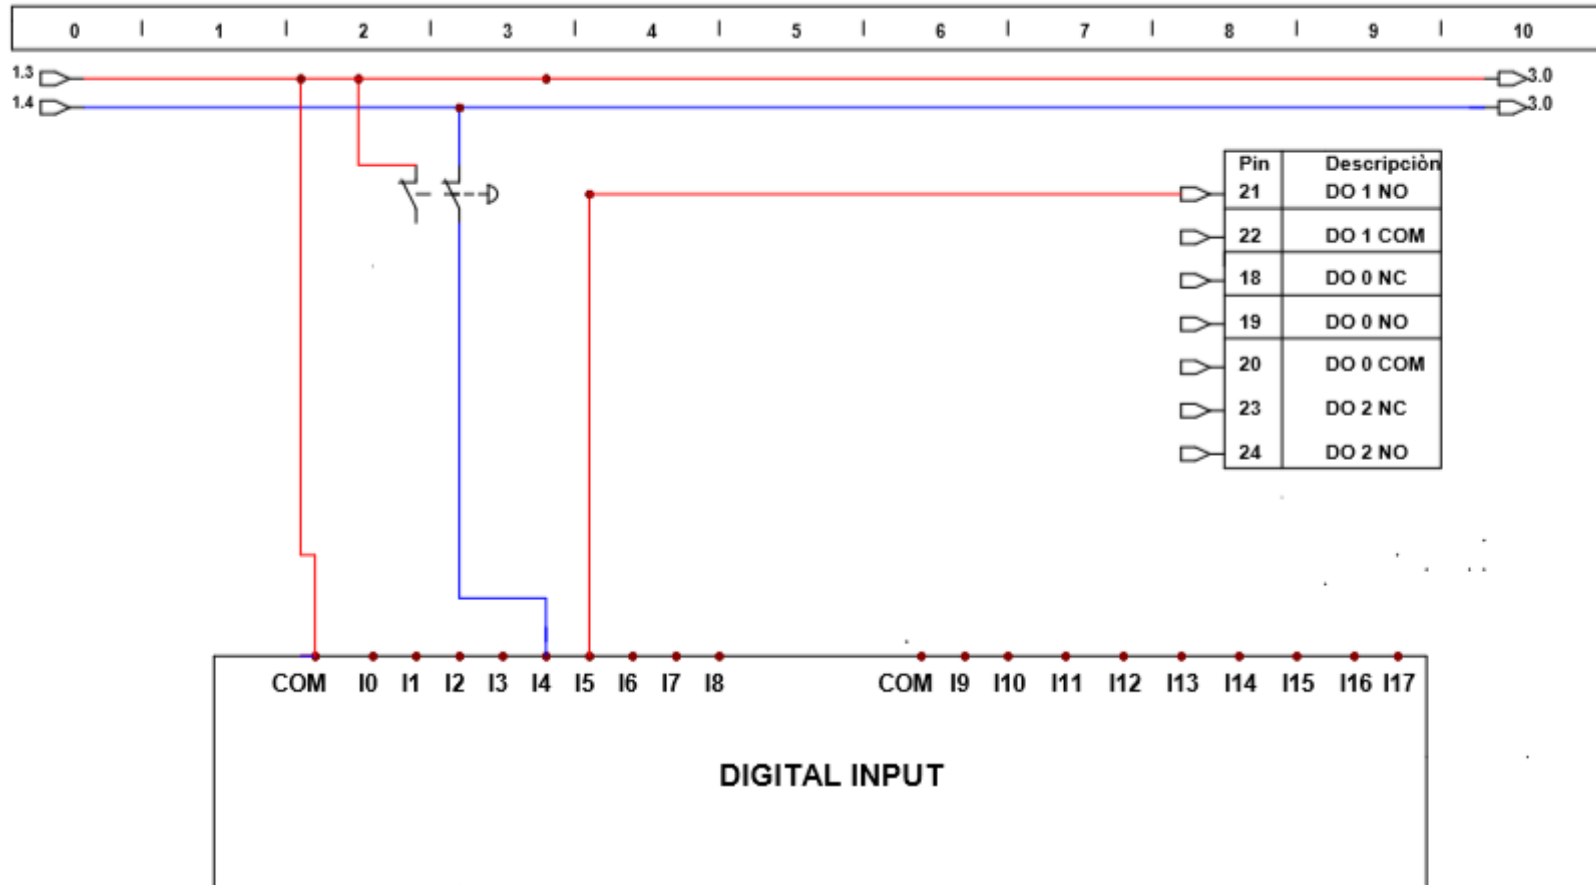 0 1 2 3 4 5 6 7 8 9 10
1.3 3.0
1.4 3.0
Pin Descripciòn
21 DO 1 NO
22 DO 1 COM
18 DO 0 NC
19 DO 0 NO
20 DO 0 COM
23 DO 2 NC
24 DO 2 NO
COM I0 I1 I2 I3 I4 I5 I6 I7 I8 COM I9 I10 I11 I12 I13 I14 I15 I16 I17
DIGITAL INPUT